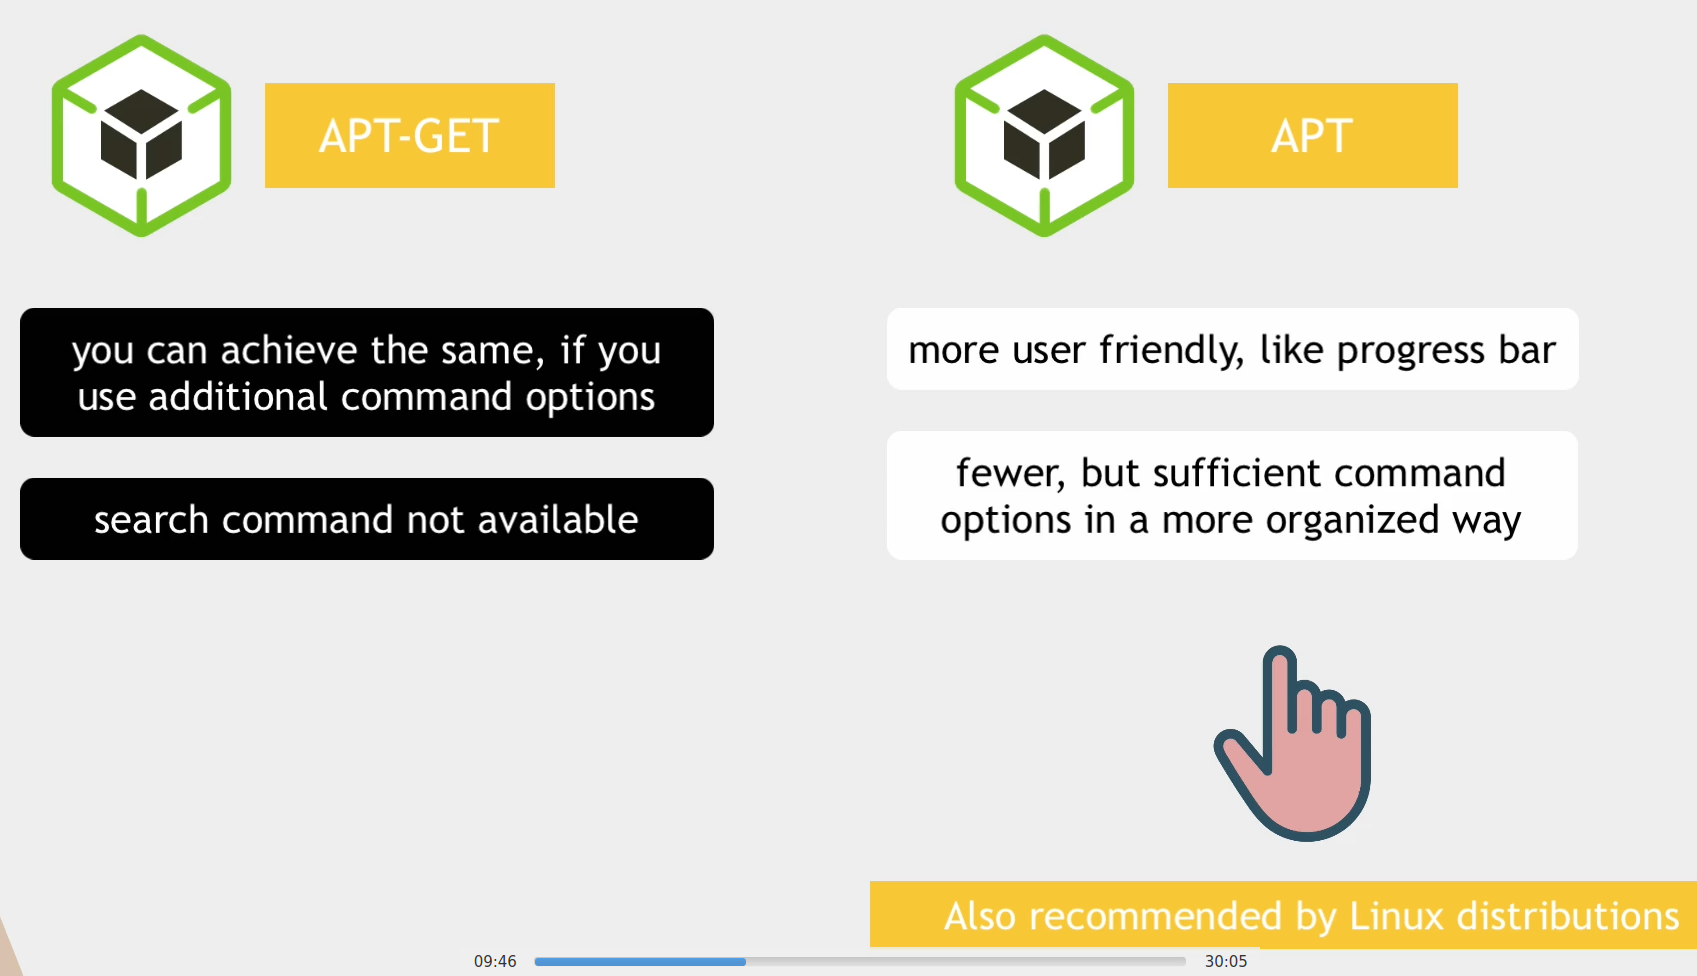 APT-GET
you can achieve the same, if you
use additional command options
search command not available
APT
more user friendly, like progress bar
fewer, but sufficient command
options in a more organized way
Also recommended by Linux distributions
09:46
30:05